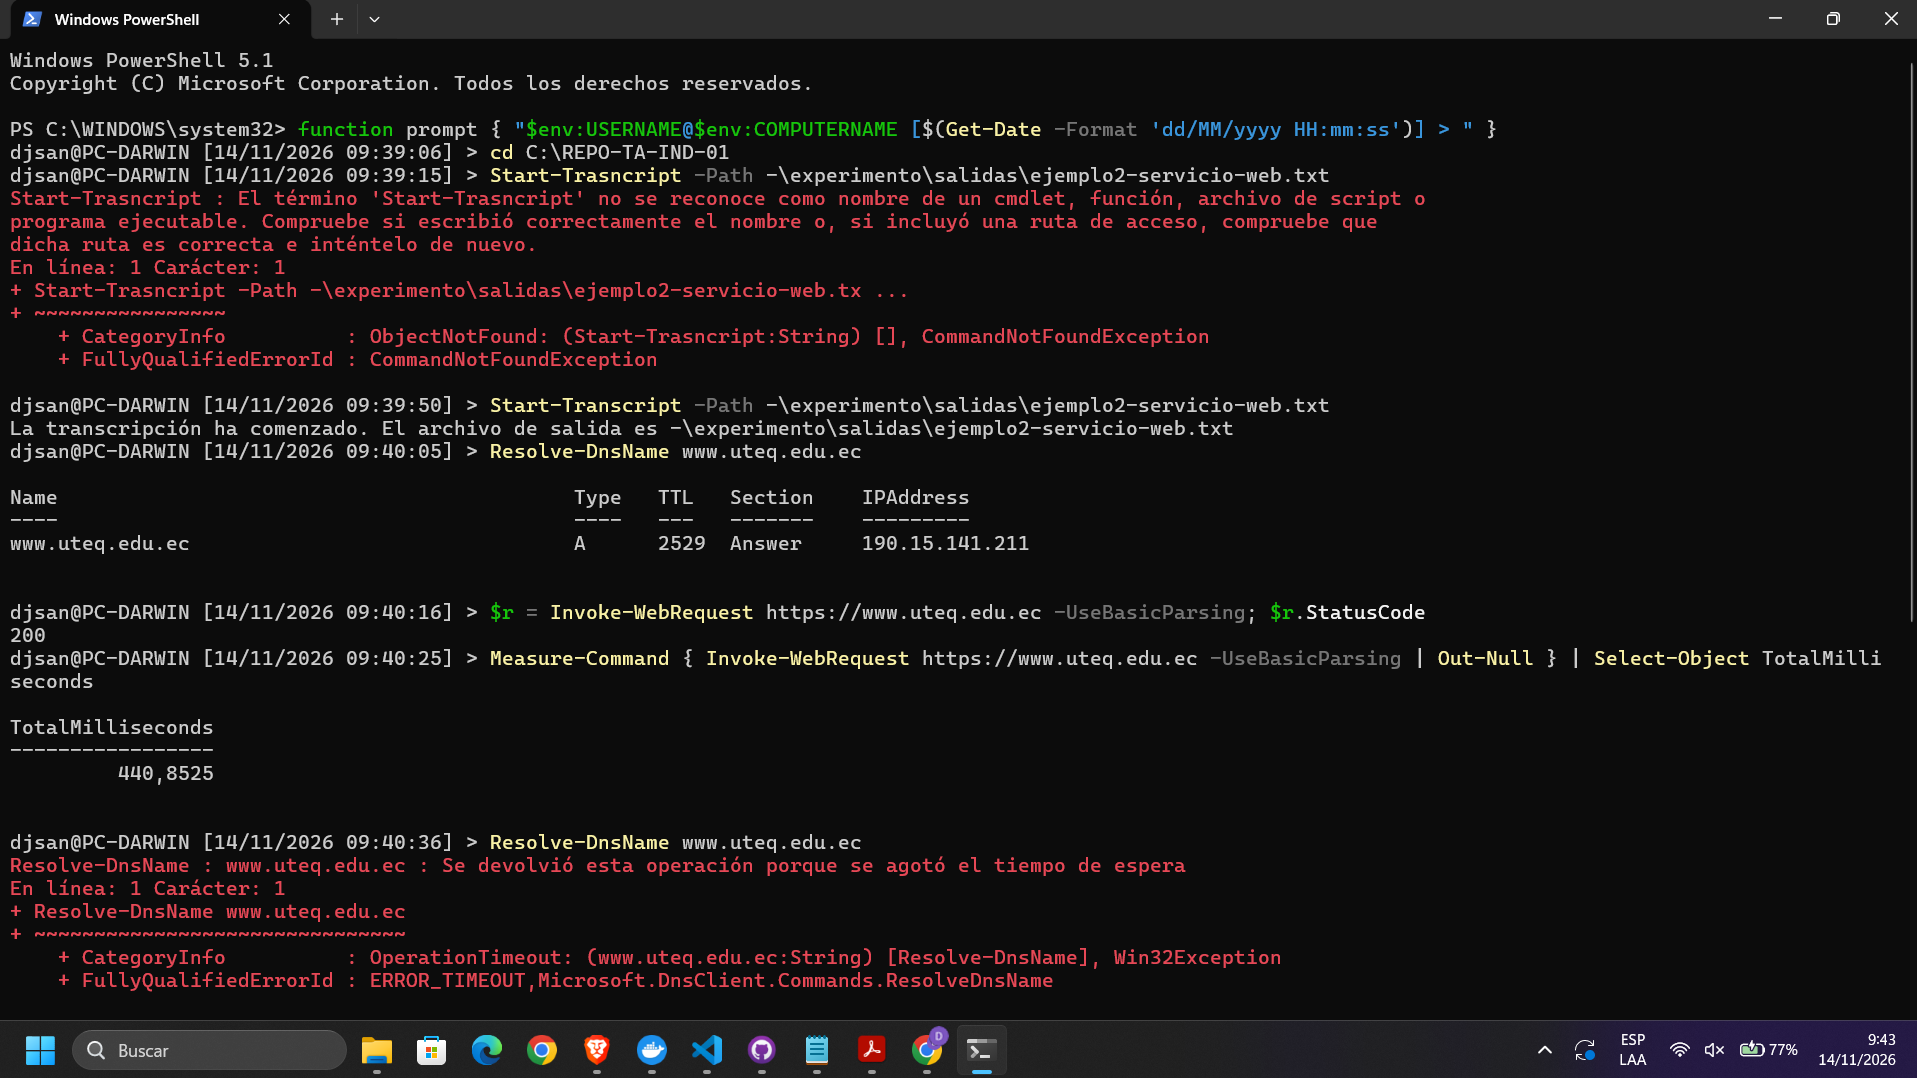 Windows PowerShell
Windows PowerShell 5.1
Copyright (C) Microsoft Corporation. Todos los derechos reservados.
PS C:\WINDOWS\system32> function prompt { "$env:USERNAME@$env:COMPUTERNAME [$(Get-Date -Format 'dd/MM/yyyy HH:mm:ss')] > " }
djsan@PC-DARWIN [14/11/2026 09:39:06] > cd C:\REPO-TA-IND-01
djsan@PC-DARWIN [14/11/2026 09:39:15] > Start-Trasncript -Path -\experimento\salidas\ejemplo2-servicio-web.txt
Start-Trasncript : El término 'Start-Trasncript' no se reconoce como nombre de un cmdlet, función, archivo de script o
programa ejecutable. Compruebe si escribió correctamente el nombre o, si incluyó una ruta de acceso, compruebe que
dicha ruta es correcta e inténtelo de nuevo.
En línea: 1 Carácter: 1
+ Start-Trasncript -Path -\experimento\salidas\ejemplo2-servicio-web.tx ...
+ ~~~~~~~~~~~~~~~~
    + CategoryInfo          : ObjectNotFound: (Start-Trasncript:String) [], CommandNotFoundException
    + FullyQualifiedErrorId : CommandNotFoundException
djsan@PC-DARWIN [14/11/2026 09:39:50] > Start-Transcript -Path -\experimento\salidas\ejemplo2-servicio-web.txt
La transcripción ha comenzado. El archivo de salida es -\experimento\salidas\ejemplo2-servicio-web.txt
djsan@PC-DARWIN [14/11/2026 09:40:05] > Resolve-DnsName www.uteq.edu.ec
Name                                           Type   TTL   Section    IPAddress
----                                           ----   ---   -------    ---------
www.uteq.edu.ec                                A      2529  Answer     190.15.141.211
djsan@PC-DARWIN [14/11/2026 09:40:16] > $r = Invoke-WebRequest https://www.uteq.edu.ec -UseBasicParsing; $r.StatusCode
200
djsan@PC-DARWIN [14/11/2026 09:40:25] > Measure-Command { Invoke-WebRequest https://www.uteq.edu.ec -UseBasicParsing | Out-Null } | Select-Object TotalMilli
seconds
TotalMilliseconds
-----------------
         440,8525
djsan@PC-DARWIN [14/11/2026 09:40:36] > Resolve-DnsName www.uteq.edu.ec
Resolve-DnsName : www.uteq.edu.ec : Se devolvió esta operación porque se agotó el tiempo de espera
En línea: 1 Carácter: 1
+ Resolve-DnsName www.uteq.edu.ec
+ ~~~~~~~~~~~~~~~~~~~~~~~~~~~~~~~
    + CategoryInfo          : OperationTimeout: (www.uteq.edu.ec:String) [Resolve-DnsName], Win32Exception
    + FullyQualifiedErrorId : ERROR_TIMEOUT,Microsoft.DnsClient.Commands.ResolveDnsName
Buscar
D
ESP
LAA
77%
9:43
14/11/2026